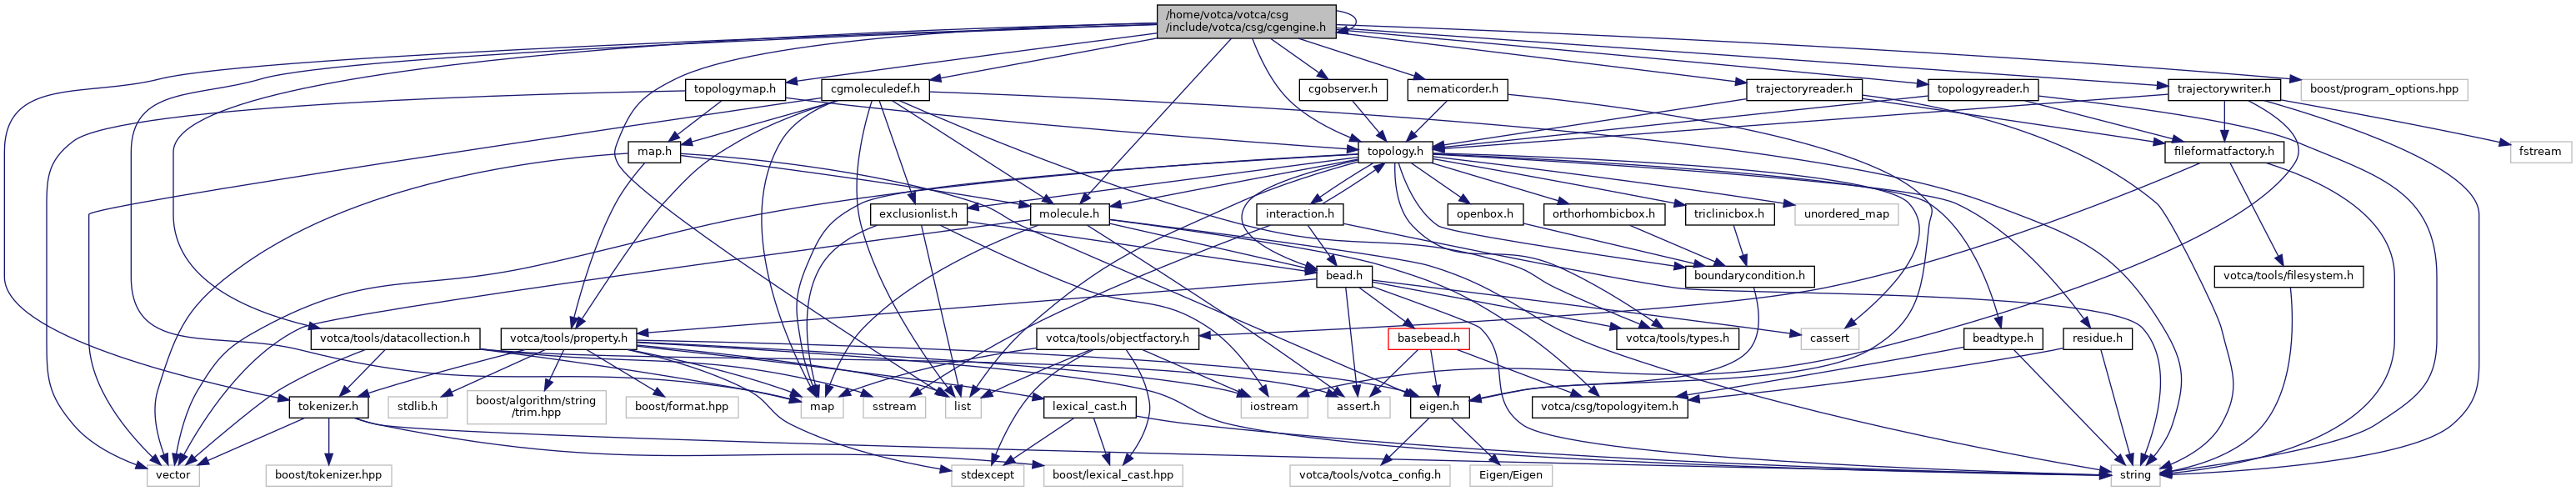 /home/votca/votca/csg
/include/votca/csg/cgengine.h
topologymap.h
cgmoleculedef.h
cgobserver.h
nematicorder.h
trajectoryreader.h
topologyreader.h
trajectorywriter.h
boost/program_options.hpp
map.h
topology.h
fileformatfactory.h
fstream
exclusionlist.h
molecule.h
interaction.h
openbox.h
orthorhombicbox.h
triclinicbox.h
unordered_map
bead.h
boundarycondition.h
votca/tools/filesystem.h
votca/tools/datacollection.h
votca/tools/property.h
votca/tools/objectfactory.h
basebead.h
votca/tools/types.h
cassert
beadtype.h
residue.h
tokenizer.h
stdlib.h
boost/algorithm/string
/trim.hpp
boost/format.hpp
map
sstream
list
lexical_cast.h
iostream
assert.h
eigen.h
votca/csg/topologyitem.h
vector
boost/tokenizer.hpp
stdexcept
boost/lexical_cast.hpp
votca/tools/votca_config.h
Eigen/Eigen
string